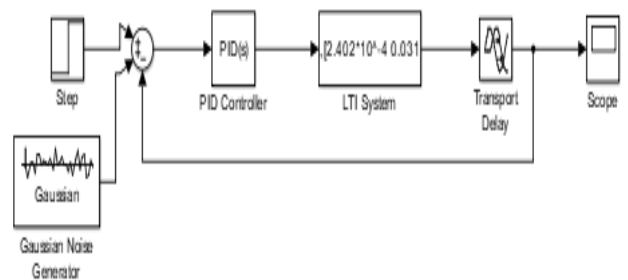 PID(s)
,[2.402*10^-4 0.031
Step
PID Controller
LTI System
Transport
Delay
Scope
Gaussian
Gaussian Noise
Generator